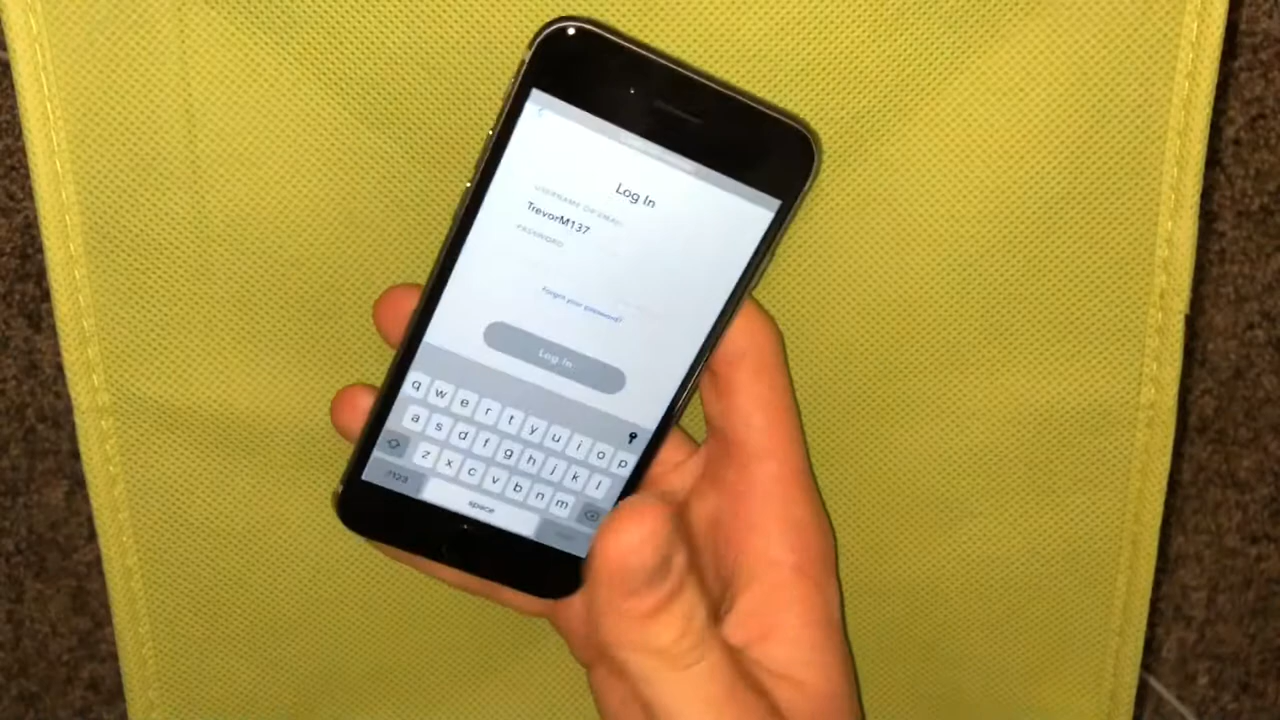 Log In
USERNAME OR EMAIL
TrevorM137
PASSWORD
Forgot your password?
Log In
q w e r t y u i o p
a s d f g h j k l
z x c v b n m
.?123 space